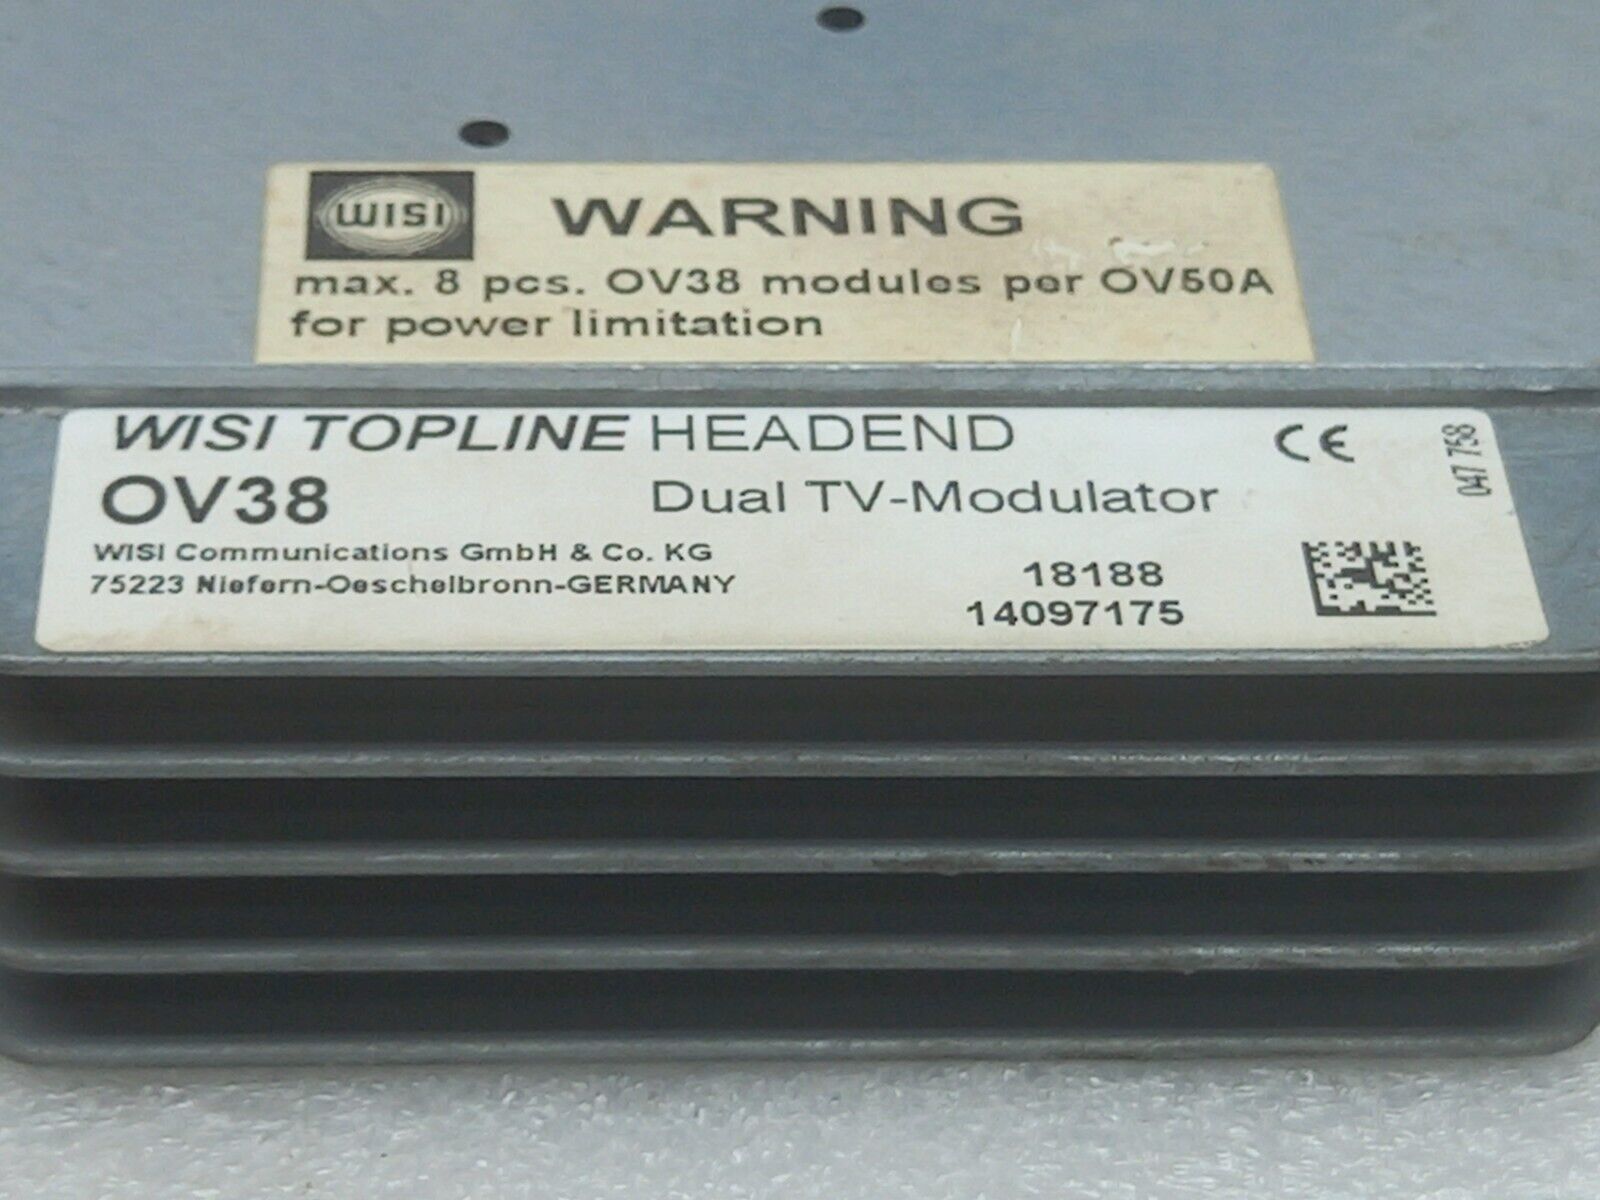 WISI
WARNING
max. 8 pcs. OV38 modules per OV50A
for power limitation
WISI TOPLINE HEADEND
OV38
Dual TV-Modulator
WISI Communications GmbH & Co. KG
75223 Niefern-Oeschelbronn-GERMANY
18188
14097175
CE
047 758